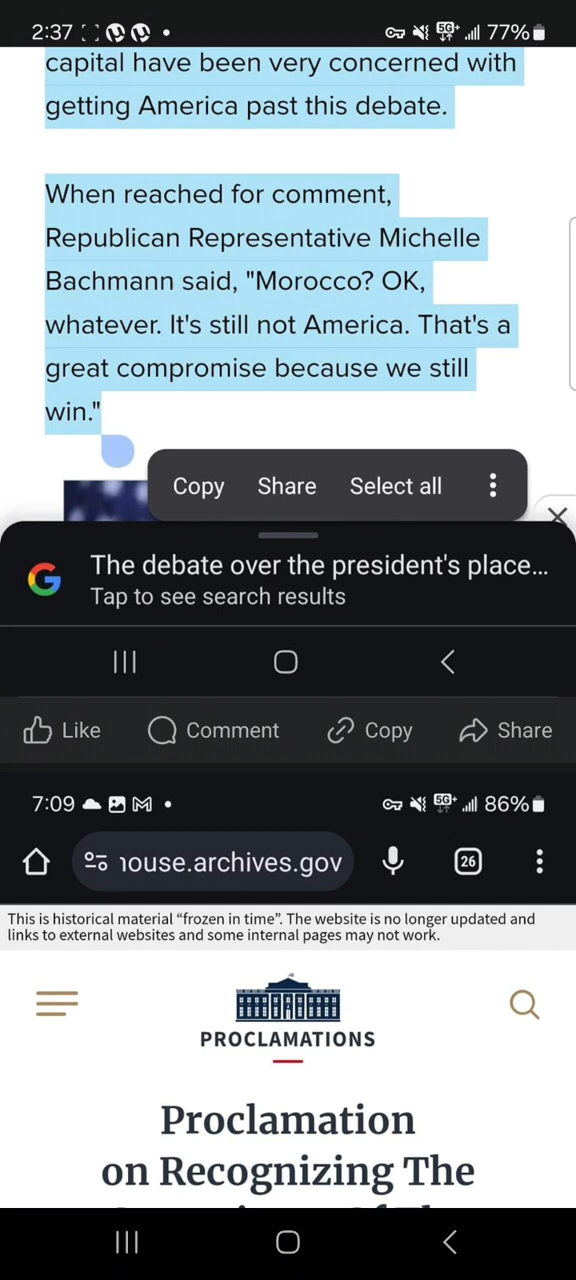 2:37 77%
capital have been very concerned with
getting America past this debate.
When reached for comment,
Republican Representative Michelle
Bachmann said, "Morocco? OK,
whatever. It's still not America. That's a
great compromise because we still
win."
Copy Share Select all
The debate over the president's place...
Tap to see search results
Like Comment Copy Share
7:09 5G+ 86%
ouse.archives.gov 26
This is historical material “frozen in time”. The website is no longer updated and
links to external websites and some internal pages may not work.
PROCLAMATIONS
Proclamation
on Recognizing The